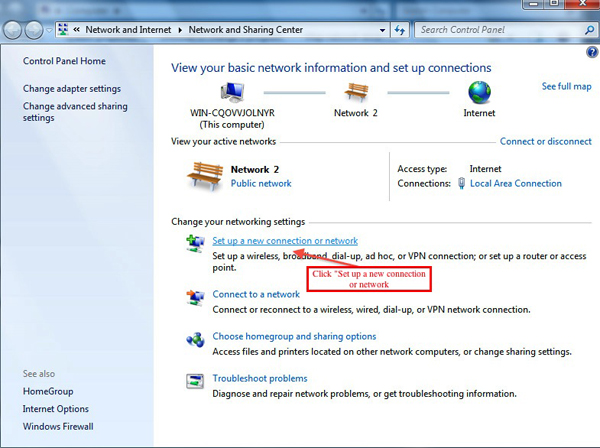 « Network and Internet ▸ Network and Sharing Center
Search Control Panel
Control Panel Home
Change adapter settings
Change advanced sharing
settings
See also
HomeGroup
Internet Options
Windows Firewall
View your basic network information and set up connections
See full map
WIN-CQOVVJOLNYR
(This computer)
Network 2
Internet
View your active networks
Connect or disconnect
Network 2
Public network
Access type: Internet
Connections: Local Area Connection
Change your networking settings
Set up a new connection or network
Set up a wireless, broadband, dial-up, ad hoc, or VPN connection; or set up a router or access
point.
Click "Set up a new connection
or network
Connect to a network
Connect or reconnect to a wireless, wired, dial-up, or VPN network connection.
Choose homegroup and sharing options
Access files and printers located on other network computers, or change sharing settings.
Troubleshoot problems
Diagnose and repair network problems, or get troubleshooting information.